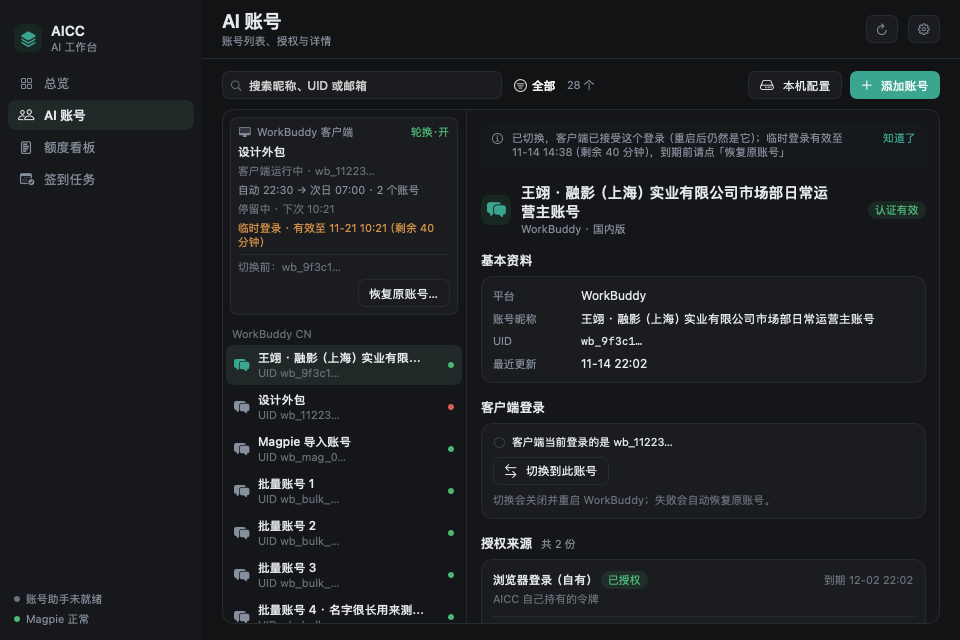 AICC
AI 工作台
总览
AI 账号
额度看板
签到任务
账号助手未就绪
Magpie 正常
AI 账号
账号列表、授权与详情
搜索昵称、UID 或邮箱
全部 28 个
本机配置
添加账号
WorkBuddy 客户端 轮换·开
设计外包
客户端运行中 · wb_11223…
自动 22:30 → 次日 07:00 · 2 个账号
停留中 · 下次 10:21
临时登录 · 有效至 11-21 10:21 (剩余 40
分钟)
切换前：wb_9f3c1…
恢复原账号…
WorkBuddy CN
王翊 · 融影（上海）实业有限…
UID wb_9f3c1…
设计外包
UID wb_11223…
Magpie 导入账号
UID wb_mag_0…
批量账号 1
UID wb_bulk_…
批量账号 2
UID wb_bulk_…
批量账号 3
UID wb_bulk_…
批量账号 4 · 名字很长用来测…
已切换，客户端已接受这个登录 (重启后仍然是它)；临时登录有效至
11-14 14:38 (剩余 40 分钟)，到期前请点「恢复原账号」
知道了
王翊 · 融影（上海）实业有限公司市场部日常运
营主账号
WorkBuddy · 国内版
认证有效
基本资料
平台 WorkBuddy
账号昵称 王翊 · 融影（上海）实业有限公司市场部日常运营主账号
UID wb_9f3c1…
最近更新 11-14 22:02
客户端登录
客户端当前登录的是 wb_11223…
切换到此账号
切换会关闭并重启 WorkBuddy；失败会自动恢复原账号。
授权来源 共 2 份
浏览器登录（自有） 已授权 到期 12-02 22:02
AICC 自己持有的令牌